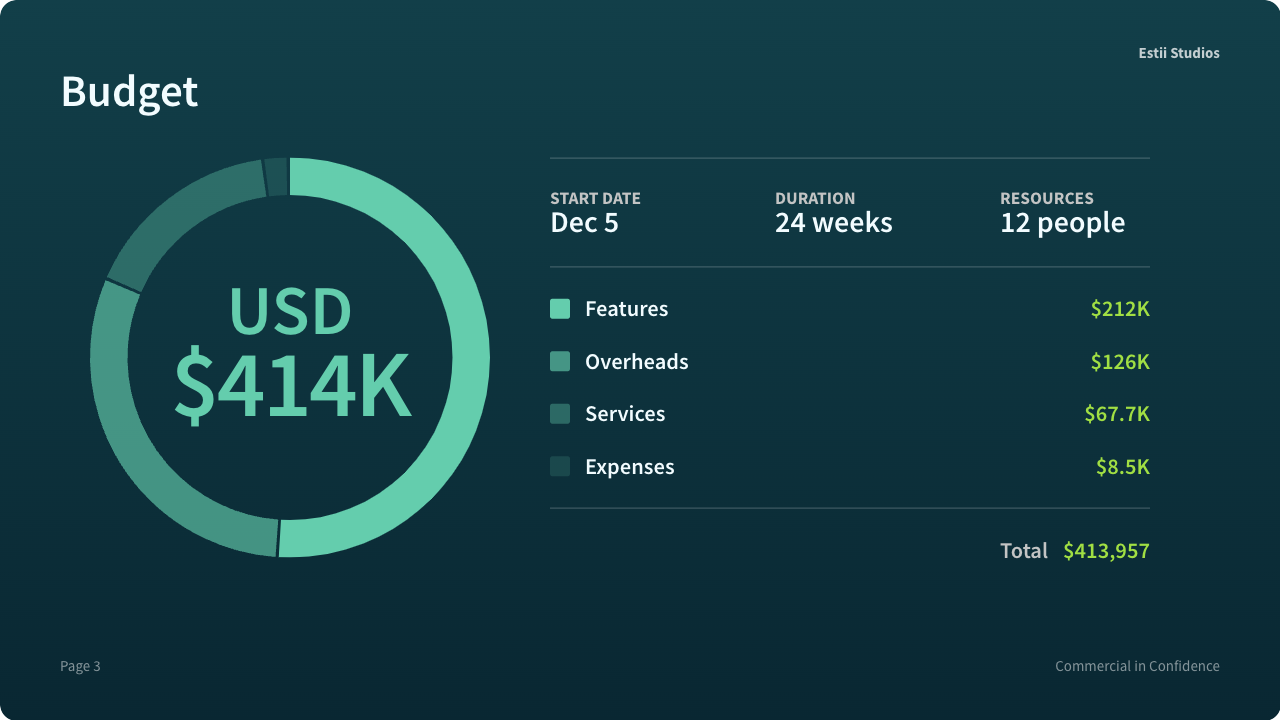 Estii Studios
Budget
USD
$414K
START DATE
Dec 5
DURATION
24 weeks
RESOURCES
12 people
Features $212K
Overheads $126K
Services $67.7K
Expenses $8.5K
Total $413,957
Page 3
Commercial in Confidence